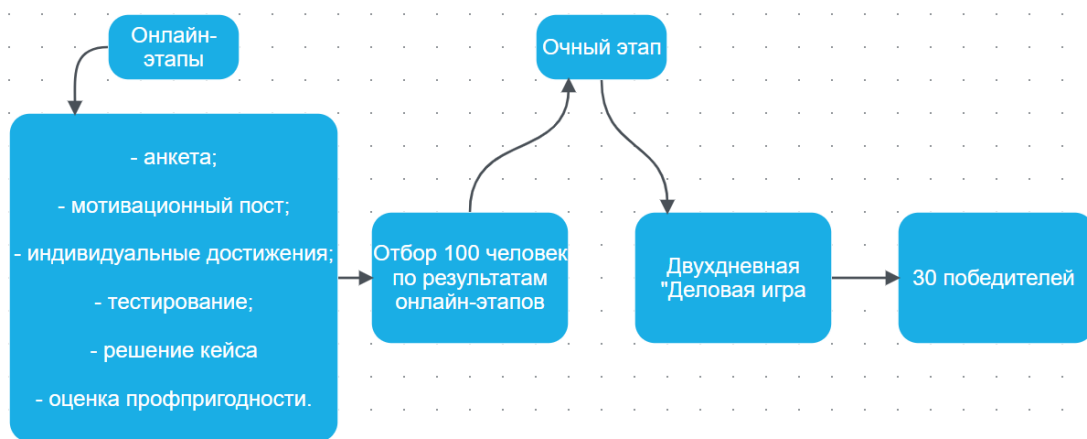 Онлайн-
этапы
- анкета;
- мотивационный пост;
- индивидуальные достижения;
- тестирование;
- решение кейса
- оценка профпригодности.
Отбор 100 человек
по результатам
онлайн-этапов
Очный этап
Двухдневная
"Деловая игра
30 победителей